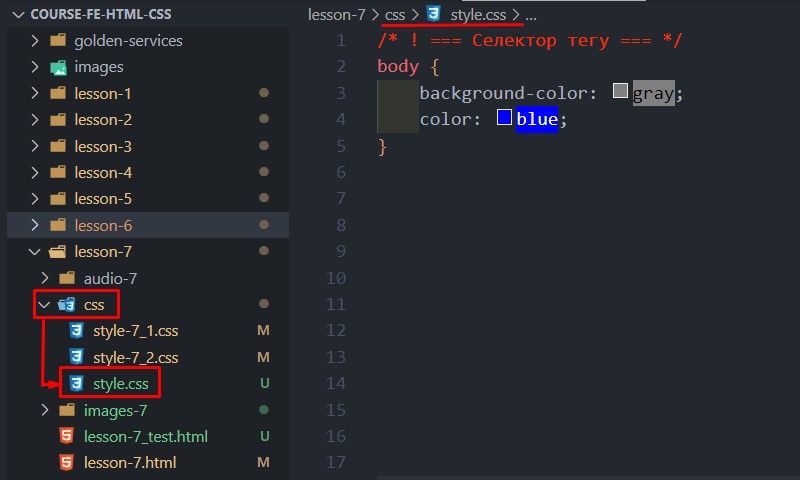 COURSE-FE-HTML-CSS
golden-services
images
lesson-1
lesson-2
lesson-3
lesson-4
lesson-5
lesson-6
lesson-7
audio-7
css
style-7_1.css M
style-7_2.css M
style.css U
images-7
lesson-7_test.html U
lesson-7.html M
lesson-7 > css > style.css > ...
1 /* ! === Селектор тегу === */
2 body {
3 background-color: gray;
4 color: blue;
5 }
6
7
8
9
10
11
12
13
14
15
16
17